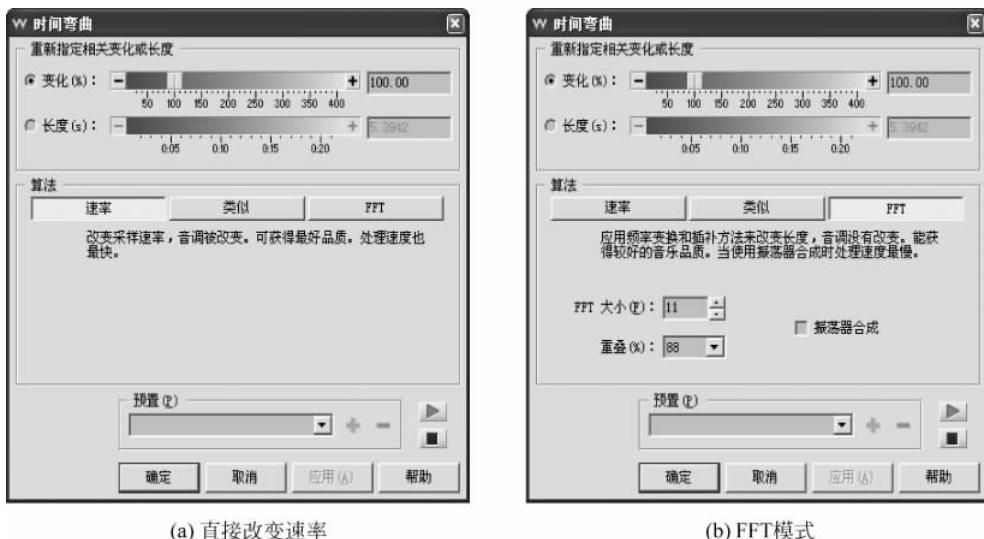 时间弯曲
重新指定相关变化或长度
变化(%): 100.00
50 100 150 200 250 300 350 400
长度(s): 5.3942
0:05 0:10 0:15 0:20
算法
速率 类似 FFT
改变采样速率，音调被改变。可获得最好品质。处理速度也
最快。
预置(P)
确定 取消 应用(A) 帮助
(a) 直接改变速率
时间弯曲
重新指定相关变化或长度
变化(%): 100.00
50 100 150 200 250 300 350 400
长度(s): 5.3942
0:05 0:10 0:15 0:20
算法
速率 类似 FFT
应用频率变换和插补方法来改变长度，音调没有改变。能获
得较好的音乐品质。当使用振荡器合成时处理速度最慢。
FFT 大小(F): 11
振荡器合成
重叠(%): 88
预置(P)
确定 取消 应用(A) 帮助
(b) FFT模式